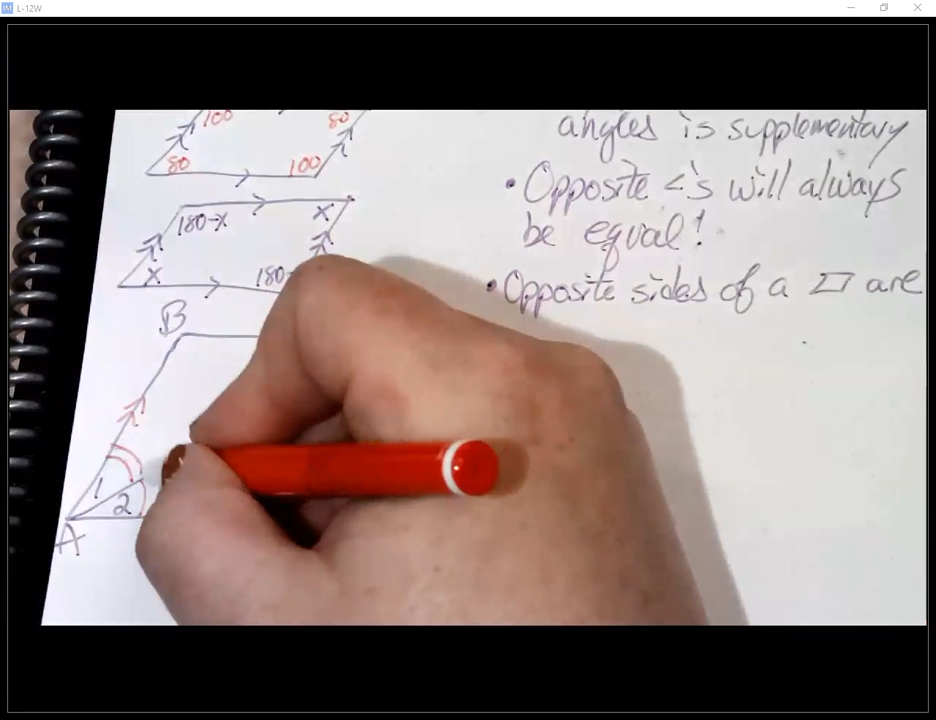 L-12W
100
80
80
100
180-x
x
x
180-
B
1
2
A
angles is supplementary
• Opposite <'s will always
be equal!
• Opposite sides of a ▱ are